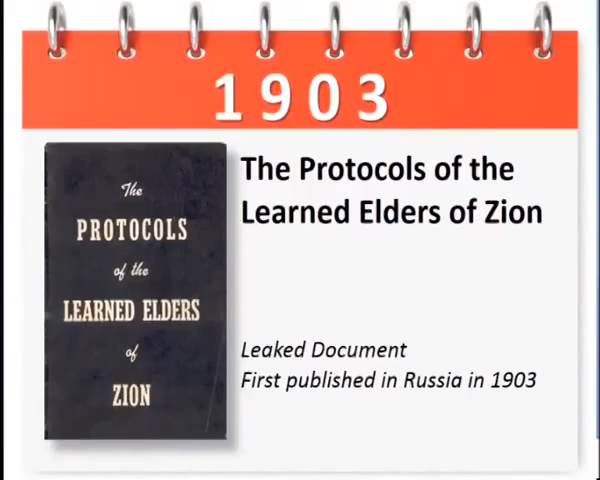 1903
The
PROTOCOLS
of the
LEARNED ELDERS
of
ZION
The Protocols of the
Learned Elders of Zion
Leaked Document
First published in Russia in 1903